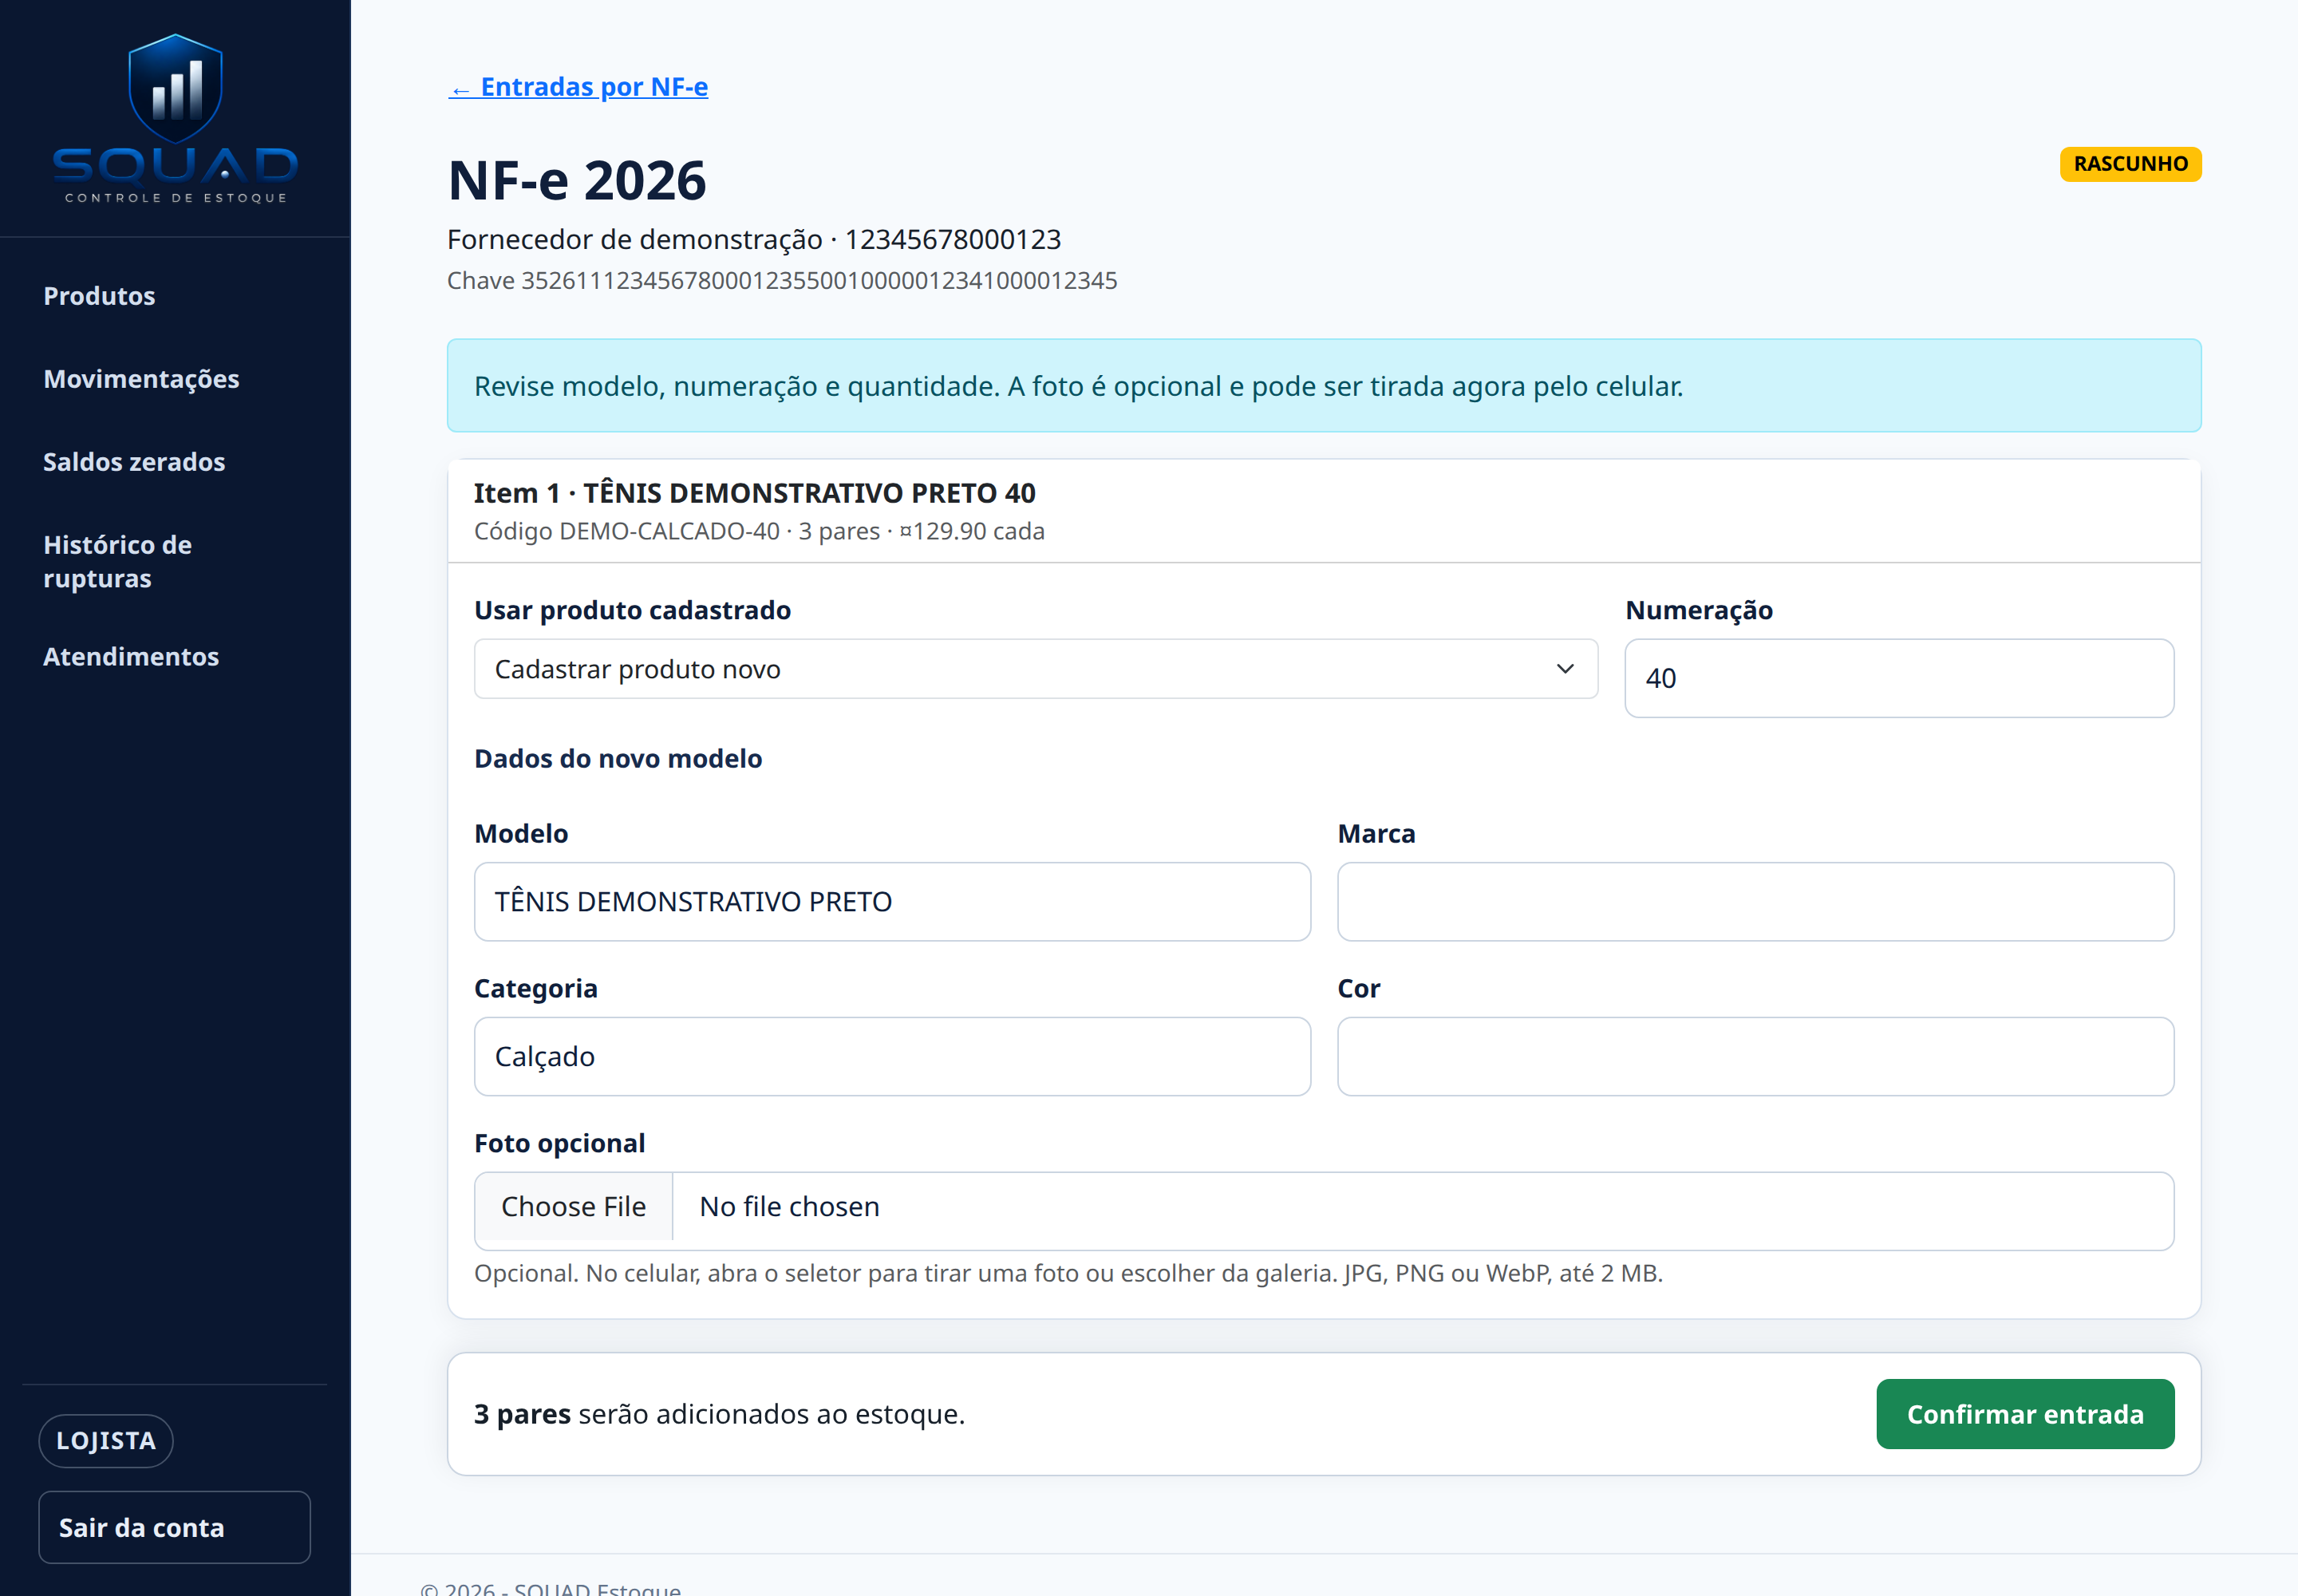 SQUAD
CONTROLE DE ESTOQUE
Produtos
Movimentações
Saldos zerados
Histórico de
rupturas
Atendimentos
LOJISTA
Sair da conta
← Entradas por NF-e
NF-e 2026
RASCUNHO
Fornecedor de demonstração · 12345678000123
Chave 35261112345678000123550010000012341000012345
Revise modelo, numeração e quantidade. A foto é opcional e pode ser tirada agora pelo celular.
Item 1 · TÊNIS DEMONSTRATIVO PRETO 40
Código DEMO-CALCADO-40 · 3 pares · ¤129.90 cada
Usar produto cadastrado
Numeração
Cadastrar produto novo
40
Dados do novo modelo
Modelo
Marca
TÊNIS DEMONSTRATIVO PRETO
Categoria
Cor
Calçado
Foto opcional
Choose File
No file chosen
Opcional. No celular, abra o seletor para tirar uma foto ou escolher da galeria. JPG, PNG ou WebP, até 2 MB.
3 pares serão adicionados ao estoque.
Confirmar entrada
© 2026 - SQUAD Estoque